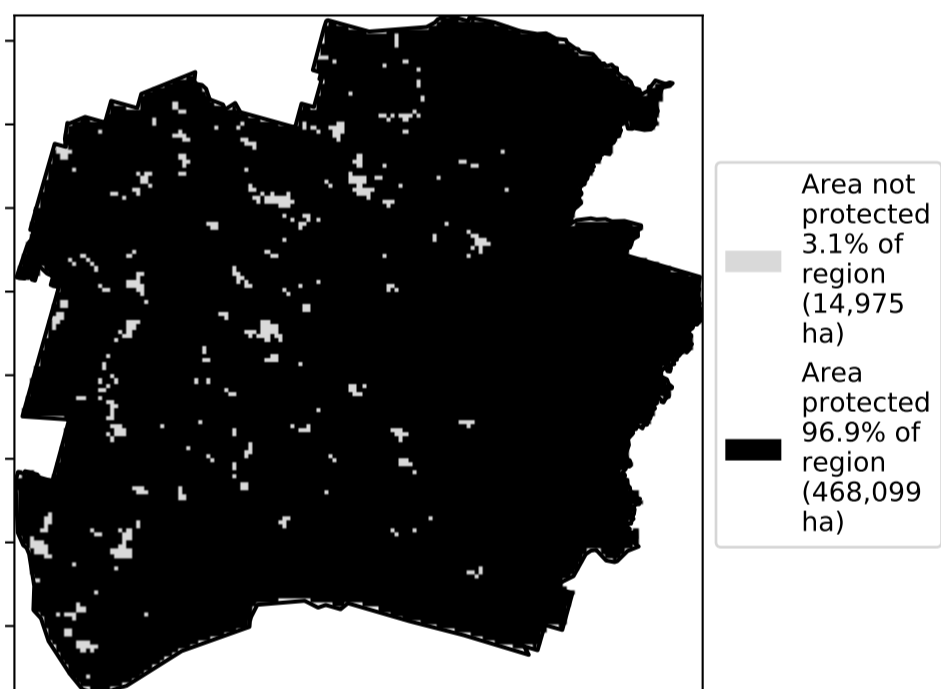 Area not
protected
3.1% of
region
(14,975
ha)
Area
protected
96.9% of
region
(468,099
ha)